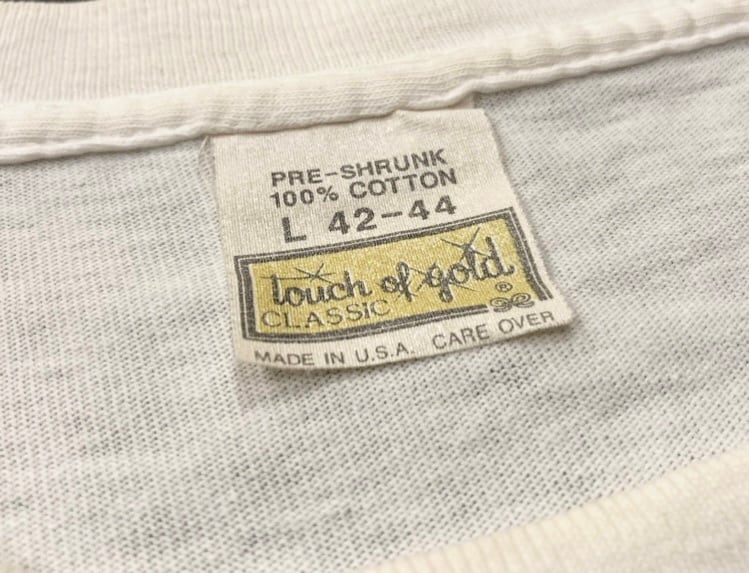 PRE-SHRUNK
100% COTTON
L 42-44
touch of gold
CLASSIC ®
MADE IN U.S.A. CARE OVER